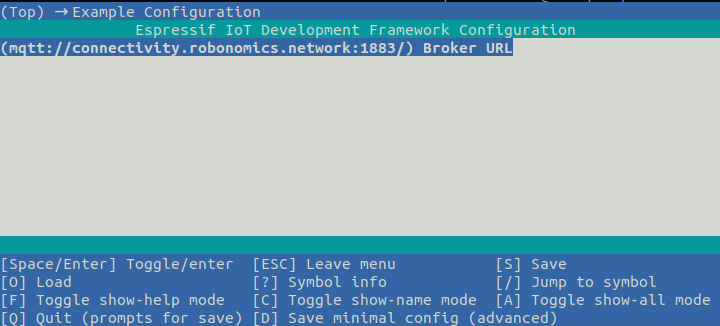 (Top) → Example Configuration
Espressif IoT Development Framework Configuration
(mqtt://connectivity.robonomics.network:1883/) Broker URL
[Space/Enter] Toggle/enter [ESC] Leave menu [S] Save
[O] Load [?] Symbol info [/] Jump to symbol
[F] Toggle show-help mode [C] Toggle show-name mode [A] Toggle show-all mode
[Q] Quit (prompts for save) [D] Save minimal config (advanced)